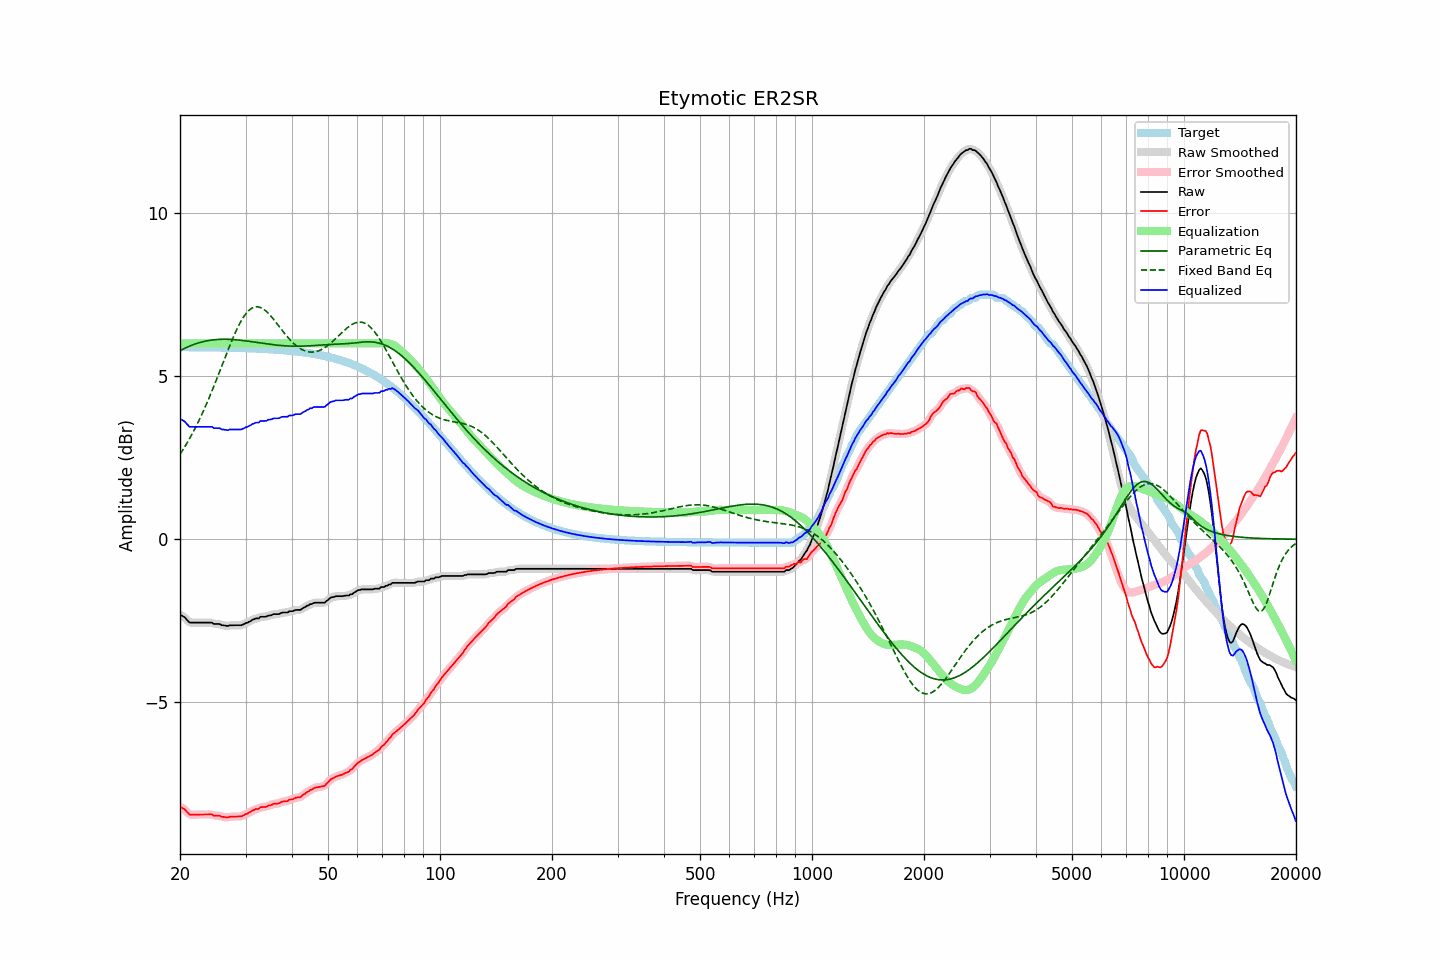 Etymotic ER2SR
Target
Raw Smoothed
Error Smoothed
Raw
Error
Equalization
Parametric Eq
Fixed Band Eq
Equalized
Amplitude (dBr)
10
5
0
−5
20
50
100
200
500
1000
2000
5000
10000
20000
Frequency (Hz)